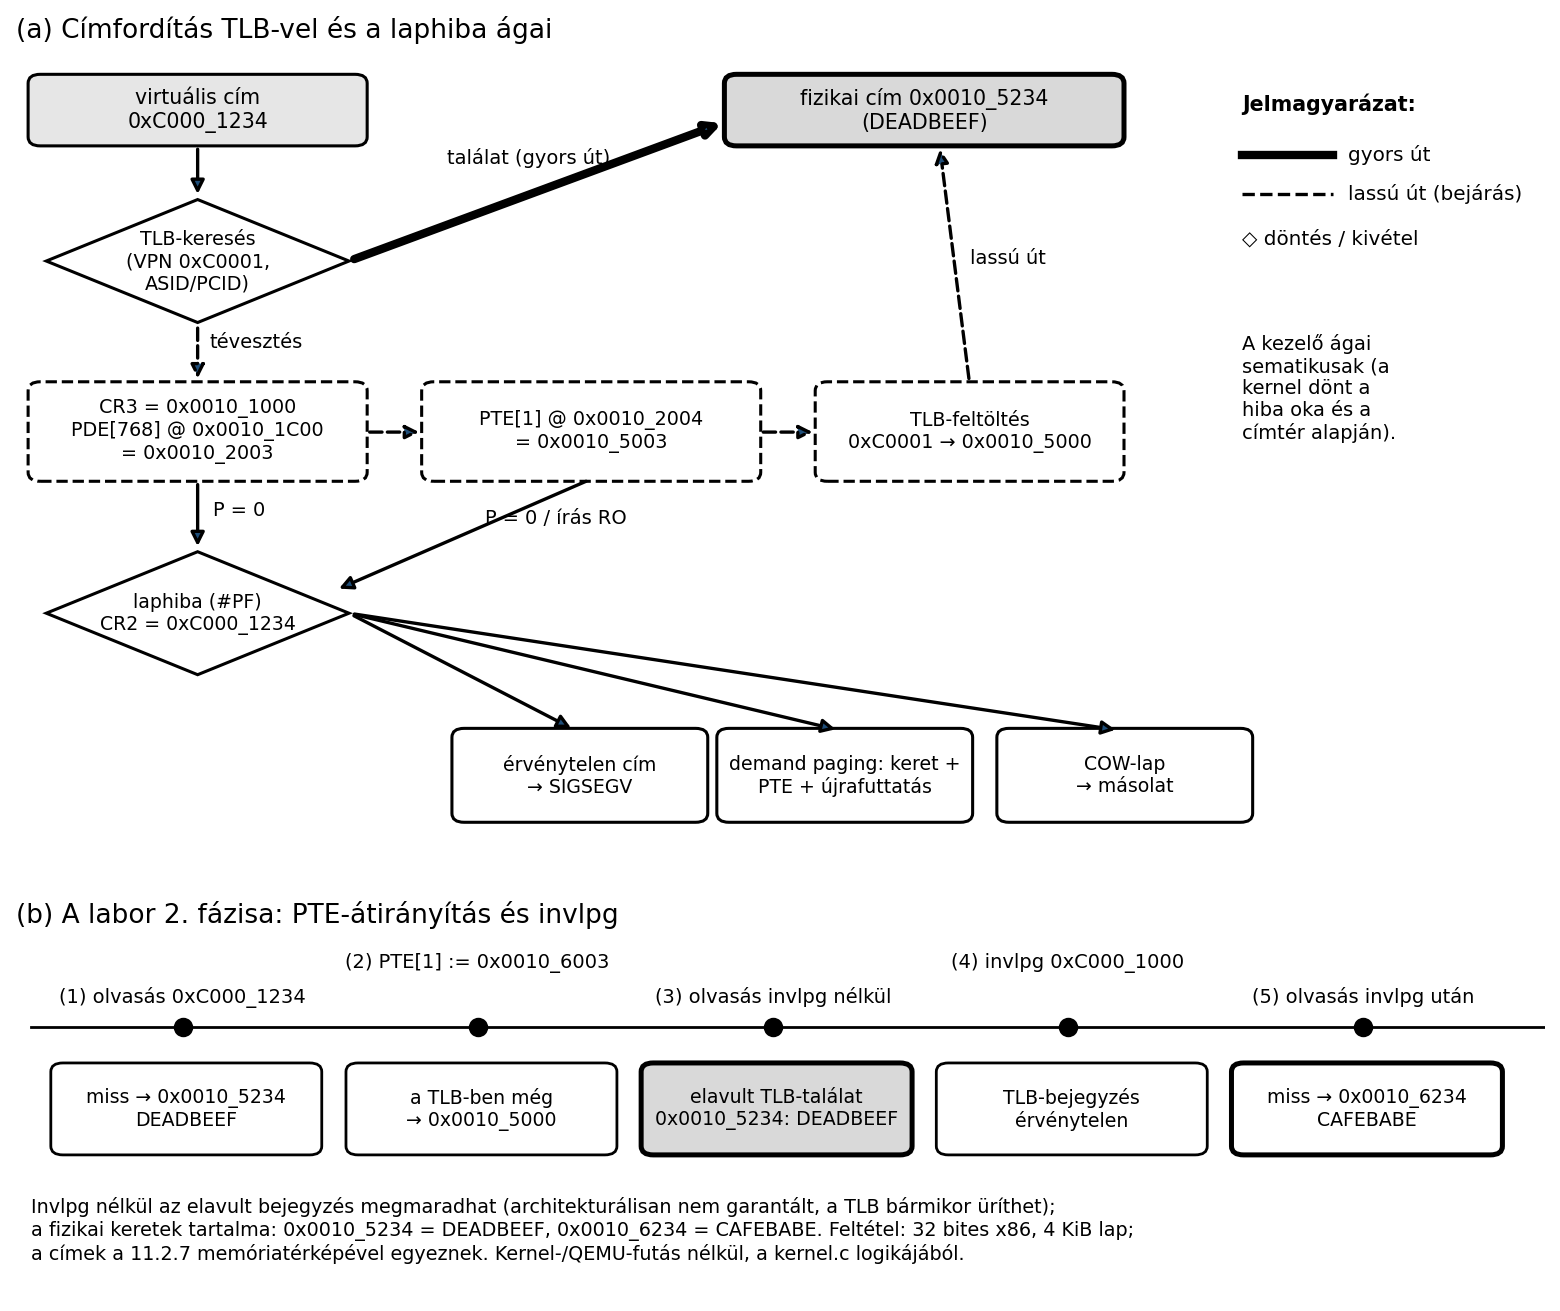 (a) Címfordítás TLB-vel és a laphiba ágai
virtuális cím
0xC000_1234
fizikai cím 0x0010_5234
(DEADBEEF)
Jelmagyarázat:
gyors út
lassú út (bejárás)
◇ döntés / kivétel
találat (gyors út)
TLB-keresés
(VPN 0xC0001,
ASID/PCID)
lassú út
tévesztés
A kezelő ágai
sematikusak (a
kernel dönt a
hiba oka és a
címtér alapján).
CR3 = 0x0010_1000
PDE[768] @ 0x0010_1C00
= 0x0010_2003
PTE[1] @ 0x0010_2004
= 0x0010_5003
TLB-feltöltés
0xC0001 → 0x0010_5000
P = 0
P = 0 / írás RO
laphiba (#PF)
CR2 = 0xC000_1234
érvénytelen cím
→ SIGSEGV
demand paging: keret +
PTE + újrafuttatás
COW-lap
→ másolat
(b) A labor 2. fázisa: PTE-átirányítás és invlpg
(1) olvasás 0xC000_1234
(2) PTE[1] := 0x0010_6003
(3) olvasás invlpg nélkül
(4) invlpg 0xC000_1000
(5) olvasás invlpg után
miss → 0x0010_5234
DEADBEEF
a TLB-ben még
→ 0x0010_5000
elavult TLB-találat
0x0010_5234: DEADBEEF
TLB-bejegyzés
érvénytelen
miss → 0x0010_6234
CAFEBABE
Invlpg nélkül az elavult bejegyzés megmaradhat (architekturálisan nem garantált, a TLB bármikor üríthet);
a fizikai keretek tartalma: 0x0010_5234 = DEADBEEF, 0x0010_6234 = CAFEBABE. Feltétel: 32 bites x86, 4 KiB lap;
a címek a 11.2.7 memóriatérképével egyeznek. Kernel-/QEMU-futás nélkül, a kernel.c logikájából.